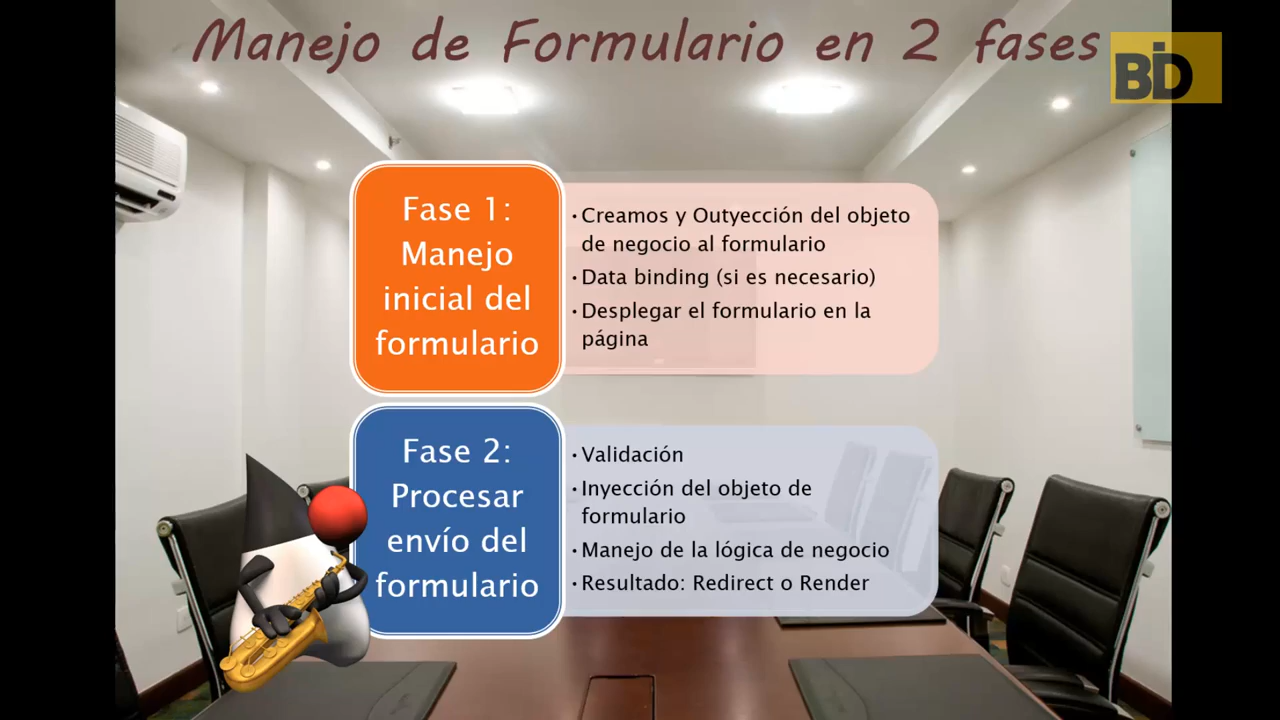 Manejo de Formulario en 2 fases
BID
Fase 1:
Manejo
inicial del
formulario
•Creamos y Outyección del objeto
de negocio al formulario
•Data binding (si es necesario)
•Desplegar el formulario en la
página
Fase 2:
Procesar
envío del
formulario
•Validación
•Inyección del objeto de
formulario
•Manejo de la lógica de negocio
•Resultado: Redirect o Render